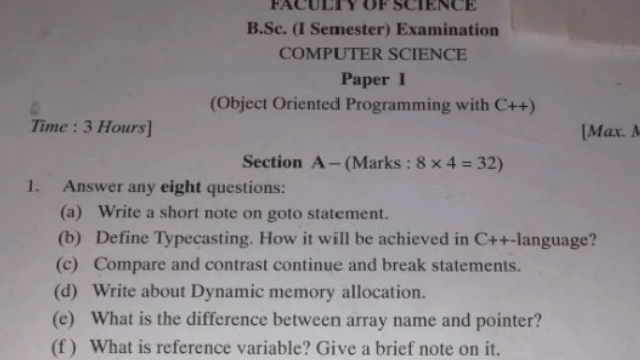 FACULTY OF SCIENCE
B.Sc. (I Semester) Examination
COMPUTER SCIENCE
Paper I
(Object Oriented Programming with C++)
Time : 3 Hours] [Max.
Section A – (Marks : 8 × 4 = 32)
1. Answer any eight questions:
(a) Write a short note on goto statement.
(b) Define Typecasting. How it will be achieved in C++-language?
(c) Compare and contrast continue and break statements.
(d) Write about Dynamic memory allocation.
(e) What is the difference between array name and pointer?
(f) What is reference variable? Give a brief note on it.